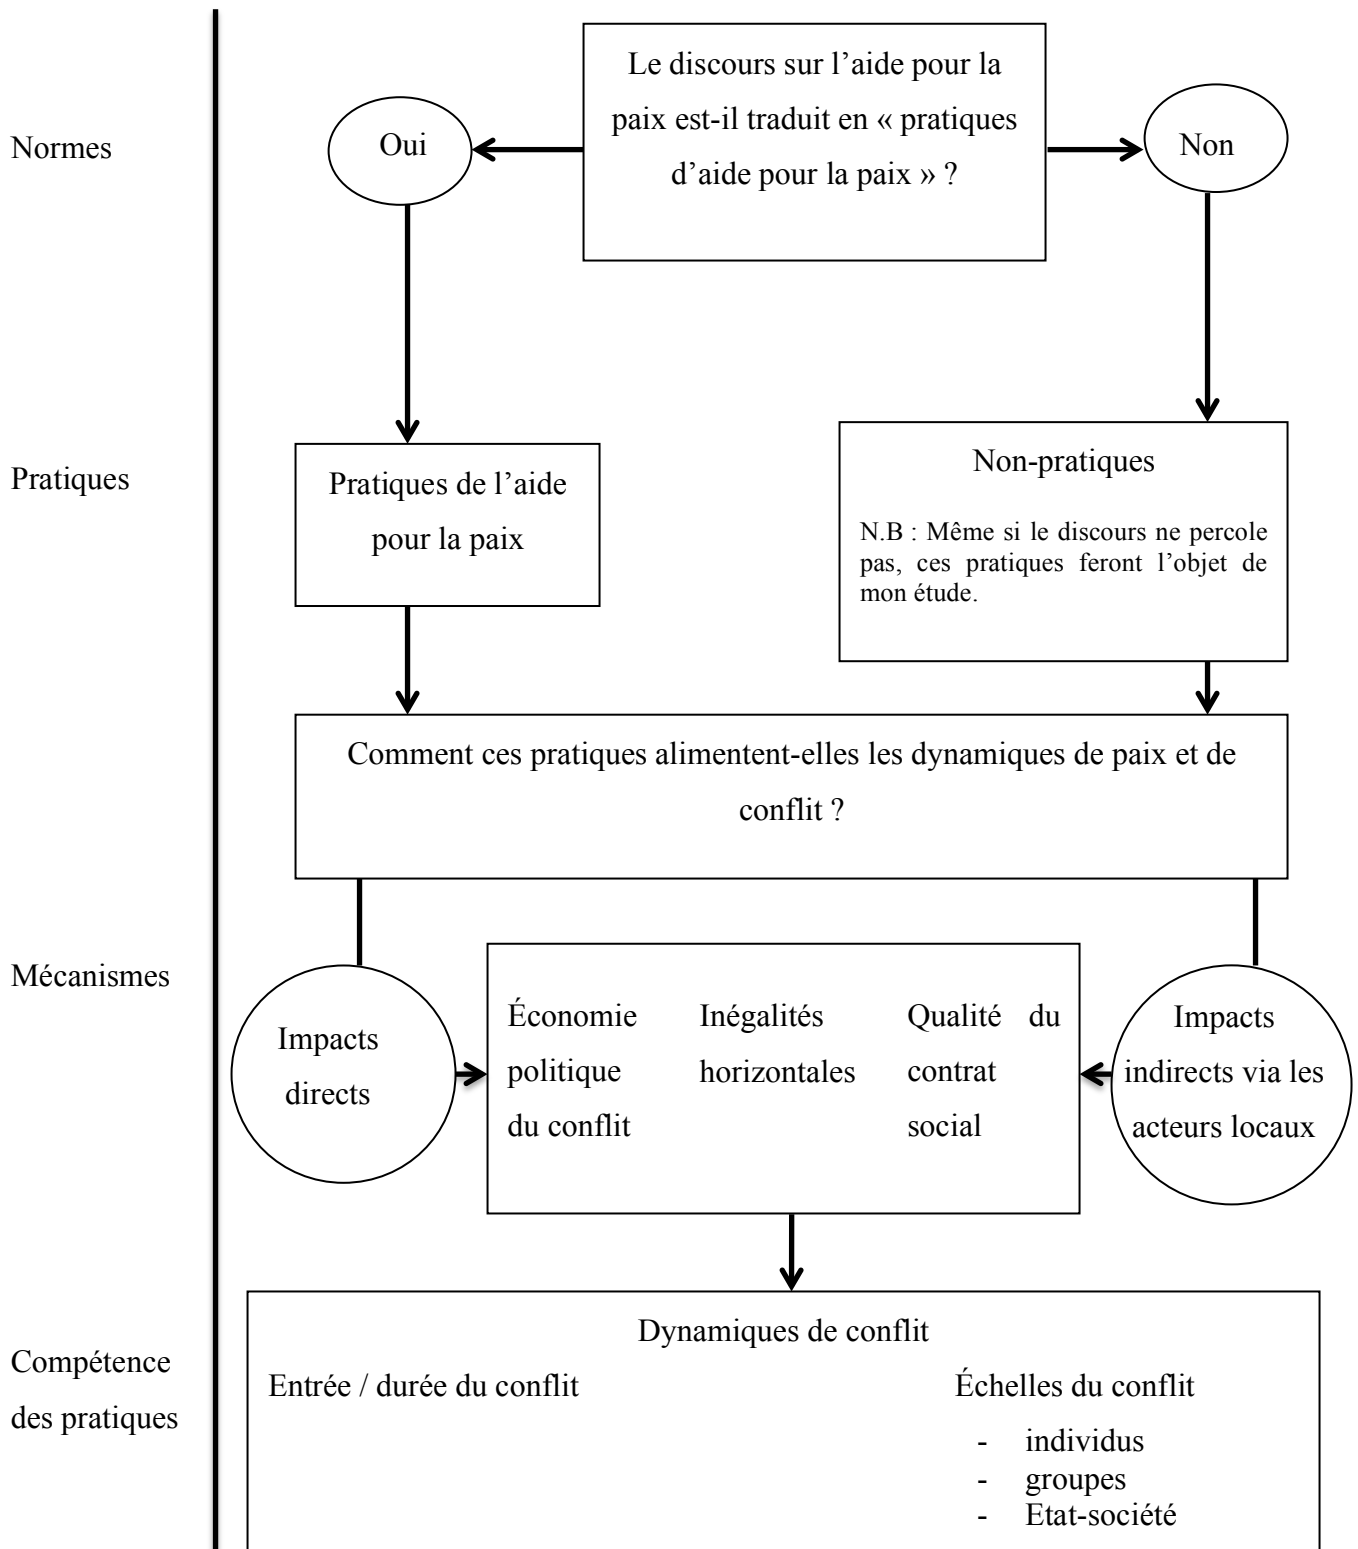 Le discours sur l’aide pour la
paix est-il traduit en « pratiques
d’aide pour la paix » ?
Normes
Oui
Non
Pratiques
Pratiques de l’aide
pour la paix
Non-pratiques
N.B : Même si le discours ne percole
pas, ces pratiques feront l’objet de
mon étude.
Comment ces pratiques alimentent-elles les dynamiques de paix et de
conflit ?
Mécanismes
Impacts
directs
Économie
politique
du conflit
Inégalités
horizontales
Qualité du
contrat
social
Impacts
indirects via les
acteurs locaux
Compétence
des pratiques
Dynamiques de conflit
Entrée / durée du conflit
Échelles du conflit
- individus
- groupes
- Etat-société